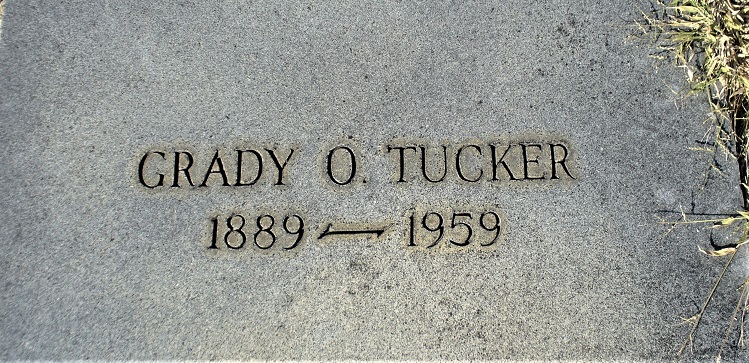 GRADY O. TUCKER
1889 — 1959